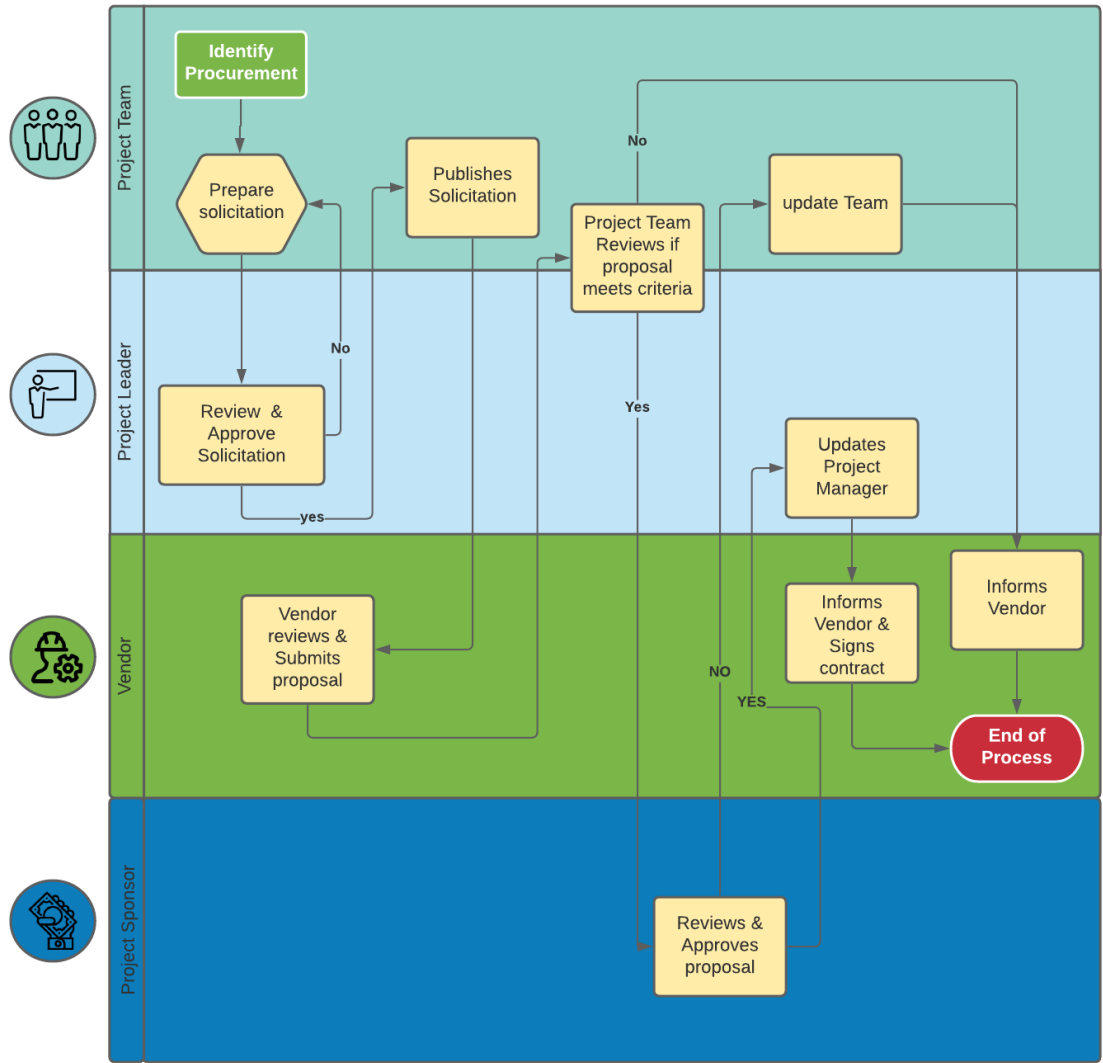 Project Team
Identify
Procurement
Prepare
solicitation
Publishes
Solicitation
No
Project Team
Reviews if
proposal
meets criteria
update Team
Project Leader
No
Review  &
Approve
Solicitation
yes
Yes
Updates
Project
Manager
Vendor
Vendor
reviews &
Submits
proposal
NO
YES
Informs
Vendor &
Signs
contract
Informs
Vendor
End of
Process
Project Sponsor
Reviews &
Approves
proposal